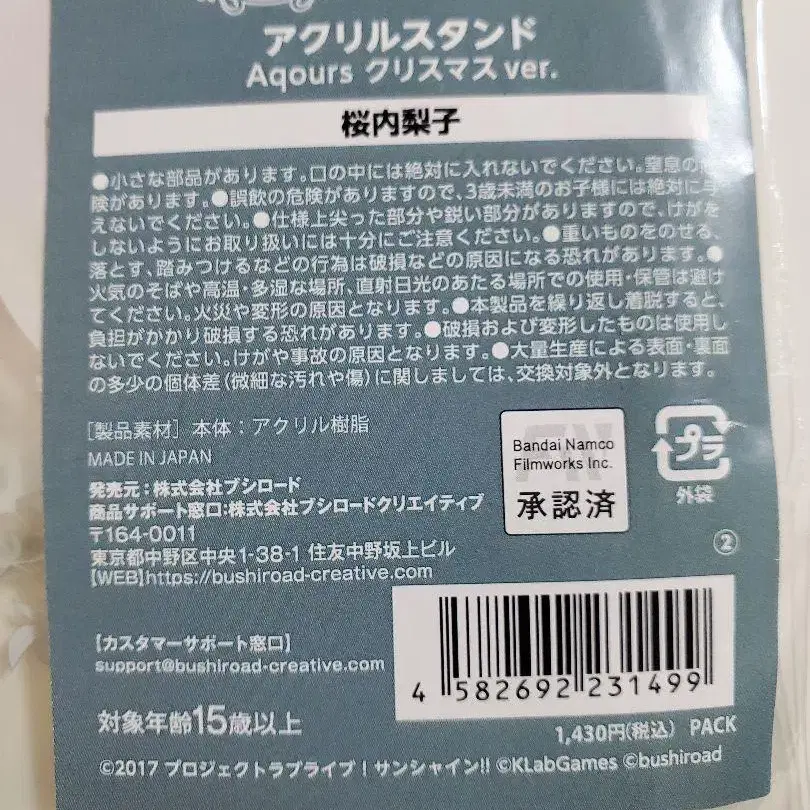 アクリルスタンド
Aqours クリスマス ver.
桜内梨子
●小さな部品があります。口の中には絶対に入れないでください。窒息の
険があります。●誤飲の危険がありますので、3歳未満のお子様には絶対に与
えないでください。●仕様上尖った部分や鋭い部分がありますので、けがを
しないようにお取り扱いには十分にご注意ください。●重いものをのせる、
落とす、踏みつけるなどの行為は破損などの原因になる恐れがあります。●
火気のそばや高温・多湿な場所、直射日光のあたる場所での使用・保管は避け
てください。火災や変形の原因となります。●本製品を繰り返し着脱すると、
負担がかかり破損する恐れがあります。●破損および変形したものは使用し
ないでください。けがや事故の原因となります。●大量生産による表面・裏面
の多少の個体差(微細な汚れや傷)に関しましては、交換対象外となります。
[製品素材] 本体：アクリル樹脂
MADE IN JAPAN
発売元：株式会社ブシロード
商品サポート窓口：株式会社ブシロードクリエイティブ
〒164-0011
東京都中野区中央1-38-1 住友中野坂上ビル
【WEB】https://bushiroad-creative.com
Bandai Namco
Filmworks Inc.
承認済
プラ
外袋
②
【カスタマーサポート窓口】
support@bushiroad-creative.com
4 582692 231499
対象年齢15歳以上
1,430円(税込) PACK
©2017 プロジェクトラブライブ！サンシャイン!! ©KLabGames ©bushiroad